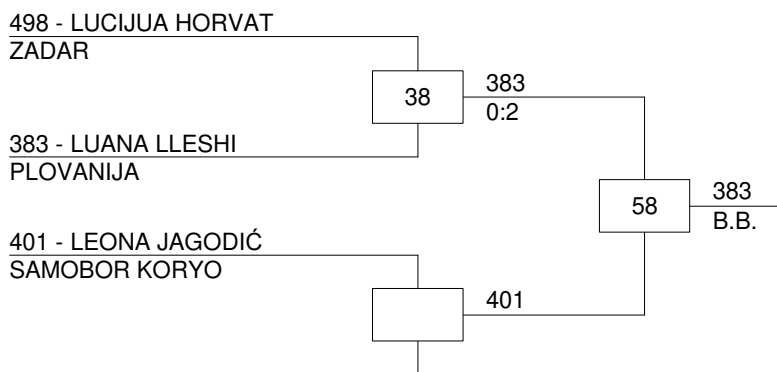 498 - LUCIJUA HORVAT
ZADAR
38
383
0:2
383 - LUANA LLESHI
PLOVANIJA
58
383
B.B.
401 - LEONA JAGODIĆ
SAMOBOR KORYO
401